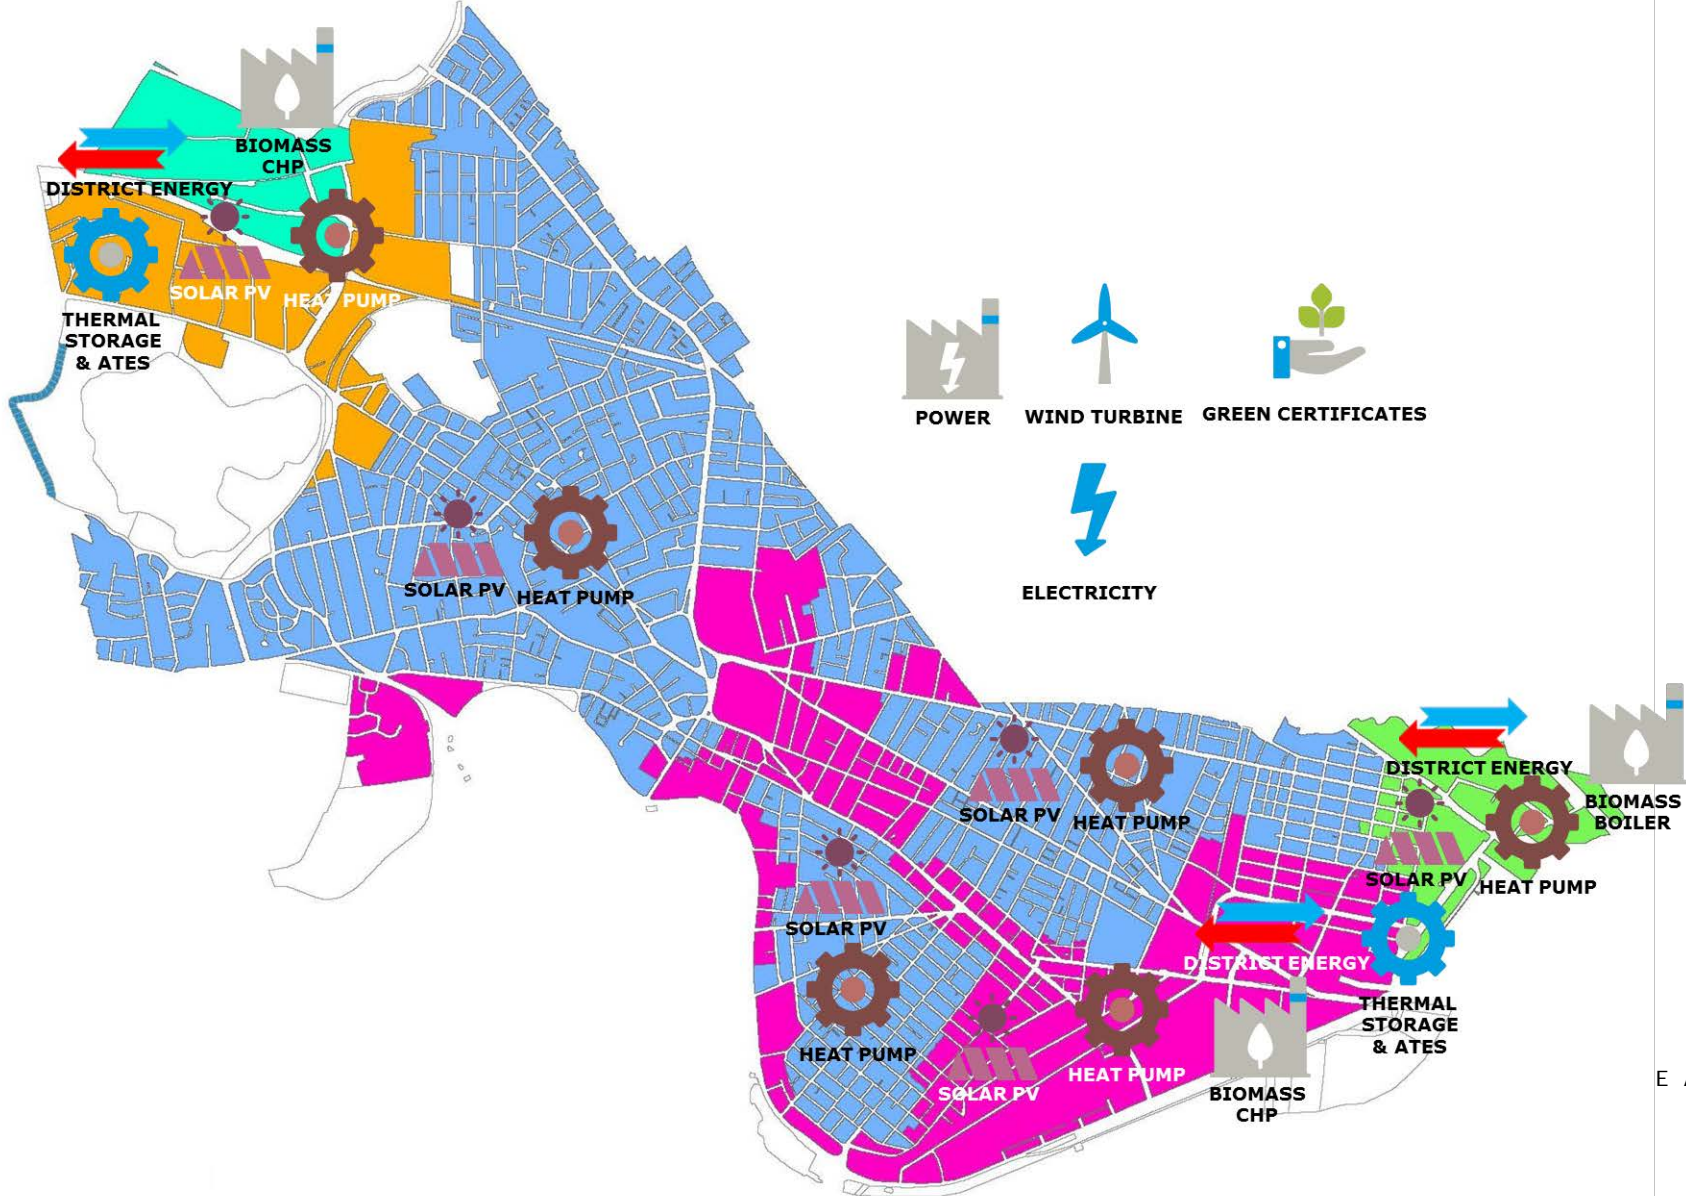 BIOMASS
CHP
DISTRICT ENERGY
SOLAR PV
HEAT PUMP
THERMAL
STORAGE
& ATES
POWER
WIND TURBINE
GREEN CERTIFICATES
ELECTRICITY
SOLAR PV
HEAT PUMP
SOLAR PV
HEAT PUMP
DISTRICT ENERGY
BIOMASS
BOILER
SOLAR PV
HEAT PUMP
SOLAR PV
HEAT PUMP
DISTRICT ENERGY
THERMAL
STORAGE
& ATES
SOLAR PV
HEAT PUMP
BIOMASS
CHP
E